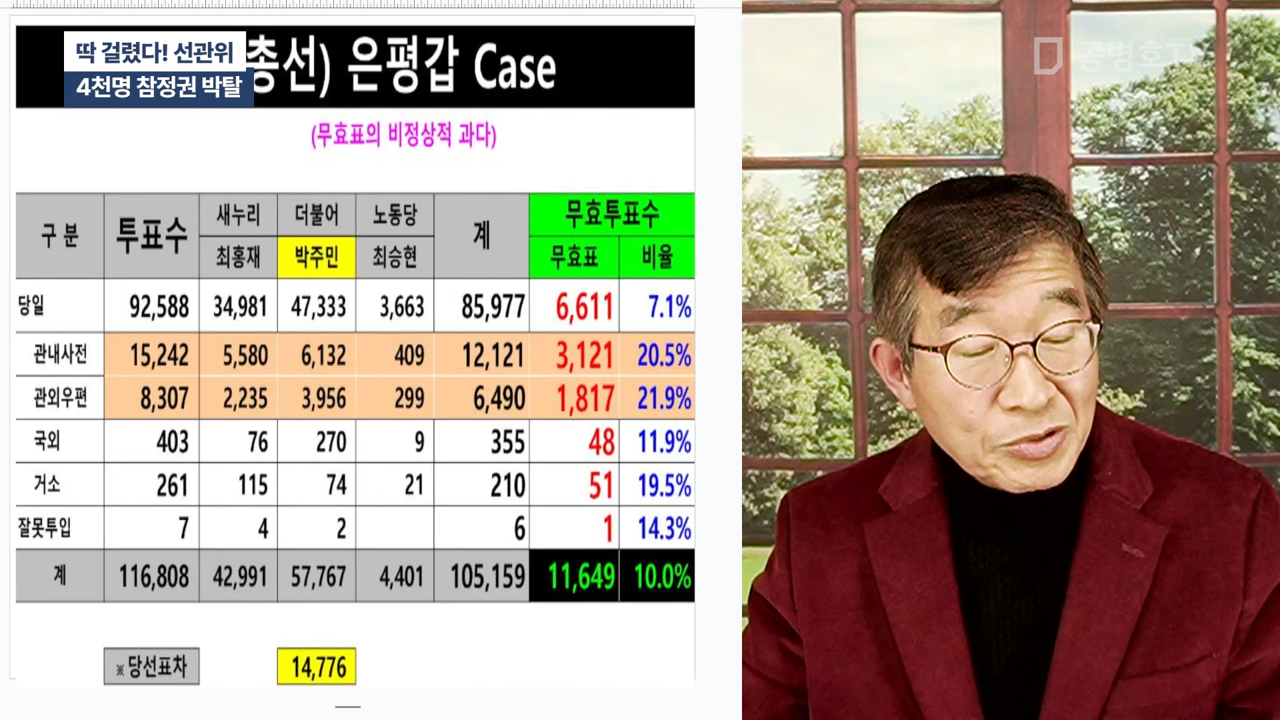 딱 걸렸다! 선관위
4천명 참정권 박탈
총선) 은평갑 Case
공병호TV
(무효표의 비정상적 과다)
구 분 투표수 새누리 더불어 노동당 계 무효투표수
최홍재 박주민 최승현 무효표 비율
당일 92,588 34,981 47,333 3,663 85,977 6,611 7.1%
관내사전 15,242 5,580 6,132 409 12,121 3,121 20.5%
관외우편 8,307 2,235 3,956 299 6,490 1,817 21.9%
국외 403 76 270 9 355 48 11.9%
거소 261 115 74 21 210 51 19.5%
잘못투입 7 4 2 6 1 14.3%
계 116,808 42,991 57,767 4,401 105,159 11,649 10.0%
※ 당선표차 14,776